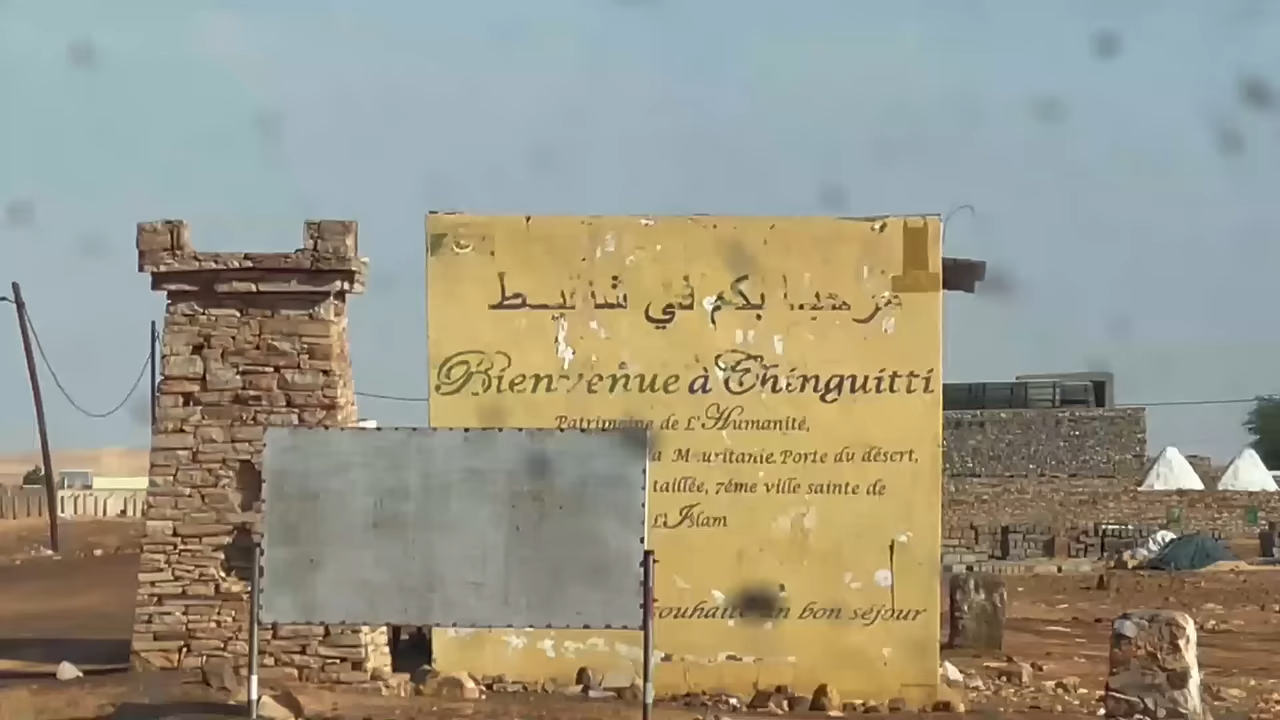 مرحبا بكم في شنقيط
Bienvenue à Chinguitti
Patrimoine de L'Humanité,
Mauritanie. Porte du désert,
taillée, 7éme ville sainte de
L'Islam
souhaite un bon séjour